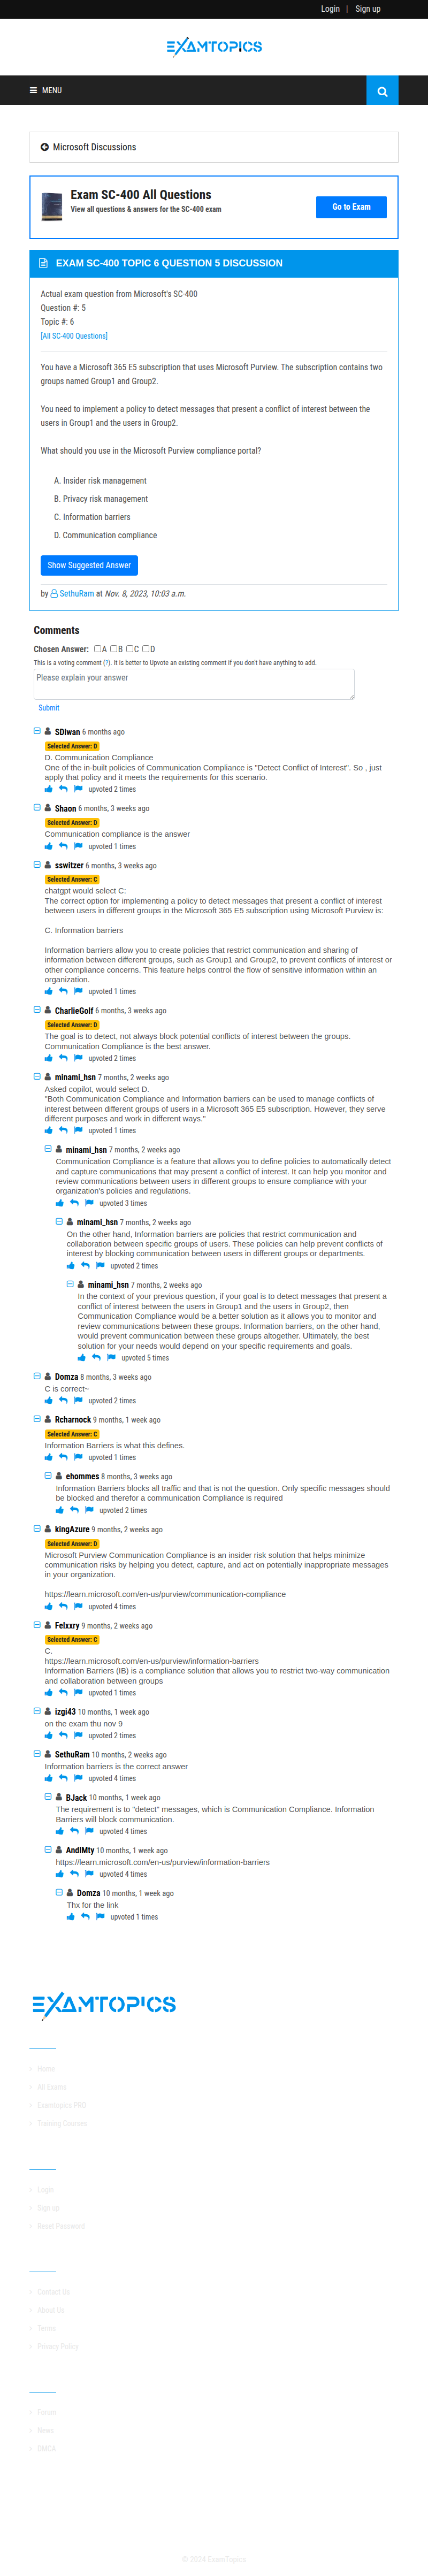 Login | Sign up
EXAMTOPICS
MENU
Microsoft Discussions
Exam SC-400 All Questions
View all questions & answers for the SC-400 exam
Go to Exam
EXAM SC-400 TOPIC 6 QUESTION 5 DISCUSSION
Actual exam question from Microsoft's SC-400
Question #: 5
Topic #: 6
[All SC-400 Questions]
You have a Microsoft 365 E5 subscription that uses Microsoft Purview. The subscription contains two
groups named Group1 and Group2.
You need to implement a policy to detect messages that present a conflict of interest between the
users in Group1 and the users in Group2.
What should you use in the Microsoft Purview compliance portal?
A. Insider risk management
B. Privacy risk management
C. Information barriers
D. Communication compliance
Show Suggested Answer
by SethuRam at Nov. 8, 2023, 10:03 a.m.
Comments
Chosen Answer: A B C D
This is a voting comment (?). It is better to Upvote an existing comment if you don't have anything to add.
Please explain your answer
Submit
SDiwan 6 months ago
Selected Answer: D
D. Communication Compliance
One of the in-built policies of Communication Compliance is "Detect Conflict of Interest". So , just
apply that policy and it meets the requirements for this scenario.
upvoted 2 times
Shaon 6 months, 3 weeks ago
Selected Answer: D
Communication compliance is the answer
upvoted 1 times
sswitzer 6 months, 3 weeks ago
Selected Answer: C
chatgpt would select C:
The correct option for implementing a policy to detect messages that present a conflict of interest
between users in different groups in the Microsoft 365 E5 subscription using Microsoft Purview is:
C. Information barriers
Information barriers allow you to create policies that restrict communication and sharing of
information between different groups, such as Group1 and Group2, to prevent conflicts of interest or
other compliance concerns. This feature helps control the flow of sensitive information within an
organization.
upvoted 1 times
CharlieGolf 6 months, 3 weeks ago
Selected Answer: D
The goal is to detect, not always block potential conflicts of interest between the groups.
Communication Compliance is the best answer.
upvoted 2 times
minami_hsn 7 months, 2 weeks ago
Asked copilot, would select D.
"Both Communication Compliance and Information barriers can be used to manage conflicts of
interest between different groups of users in a Microsoft 365 E5 subscription. However, they serve
different purposes and work in different ways."
upvoted 1 times
minami_hsn 7 months, 2 weeks ago
Communication Compliance is a feature that allows you to define policies to automatically detect
and capture communications that may present a conflict of interest. It can help you monitor and
review communications between users in different groups to ensure compliance with your
organization's policies and regulations.
upvoted 3 times
minami_hsn 7 months, 2 weeks ago
On the other hand, Information barriers are policies that restrict communication and
collaboration between specific groups of users. These policies can help prevent conflicts of
interest by blocking communication between users in different groups or departments.
upvoted 2 times
minami_hsn 7 months, 2 weeks ago
In the context of your previous question, if your goal is to detect messages that present a
conflict of interest between the users in Group1 and the users in Group2, then
Communication Compliance would be a better solution as it allows you to monitor and
review communications between these groups. Information barriers, on the other hand,
would prevent communication between these groups altogether. Ultimately, the best
solution for your needs would depend on your specific requirements and goals.
upvoted 5 times
Domza 8 months, 3 weeks ago
C is correct~
upvoted 2 times
Rcharnock 9 months, 1 week ago
Selected Answer: C
Information Barriers is what this defines.
upvoted 1 times
ehommes 8 months, 3 weeks ago
Information Barriers blocks all traffic and that is not the question. Only specific messages should
be blocked and therefor a communication Compliance is required
upvoted 2 times
kingAzure 9 months, 2 weeks ago
Selected Answer: D
Microsoft Purview Communication Compliance is an insider risk solution that helps minimize
communication risks by helping you detect, capture, and act on potentially inappropriate messages
in your organization.
https://learn.microsoft.com/en-us/purview/communication-compliance
upvoted 4 times
Felxxry 9 months, 2 weeks ago
Selected Answer: C
C.
https://learn.microsoft.com/en-us/purview/information-barriers
Information Barriers (IB) is a compliance solution that allows you to restrict two-way communication
and collaboration between groups
upvoted 1 times
izgi43 10 months, 1 week ago
on the exam thu nov 9
upvoted 2 times
SethuRam 10 months, 2 weeks ago
Information barriers is the correct answer
upvoted 4 times
BJack 10 months, 1 week ago
The requirement is to "detect" messages, which is Communication Compliance. Information
Barriers will block communication.
upvoted 4 times
AndIMty 10 months, 1 week ago
https://learn.microsoft.com/en-us/purview/information-barriers
upvoted 4 times
Domza 10 months, 1 week ago
Thx for the link
upvoted 1 times
EXAMTOPICS
Home
All Exams
Examtopics PRO
Training Courses
Login
Sign up
Reset Password
Contact Us
About Us
Terms
Privacy Policy
Forum
News
DMCA
© 2024 ExamTopics